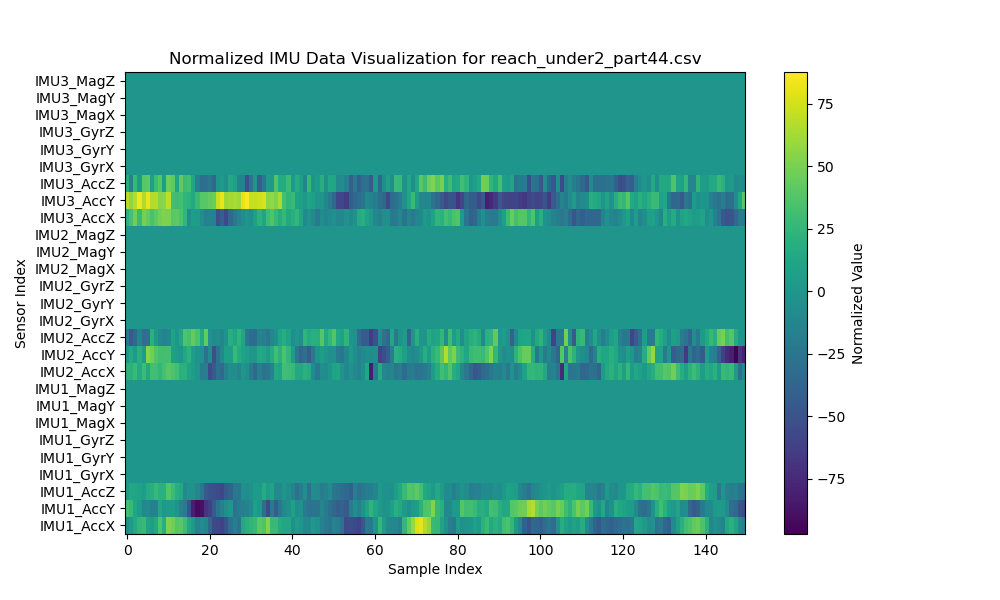 Normalized IMU Data Visualization for reach_under2_part44.csv
IMU3_MagZ
IMU3_MagY
IMU3_MagX
IMU3_GyrZ
IMU3_GyrY
IMU3_GyrX
IMU3_AccZ
IMU3_AccY
IMU3_AccX
IMU2_MagZ
IMU2_MagY
IMU2_MagX
IMU2_GyrZ
IMU2_GyrY
IMU2_GyrX
IMU2_AccZ
IMU2_AccY
IMU2_AccX
IMU1_MagZ
IMU1_MagY
IMU1_MagX
IMU1_GyrZ
IMU1_GyrY
IMU1_GyrX
IMU1_AccZ
IMU1_AccY
IMU1_AccX
Sensor Index
0 20 40 60 80 100 120 140
Sample Index
75
50
25
0
−25
−50
−75
Normalized Value